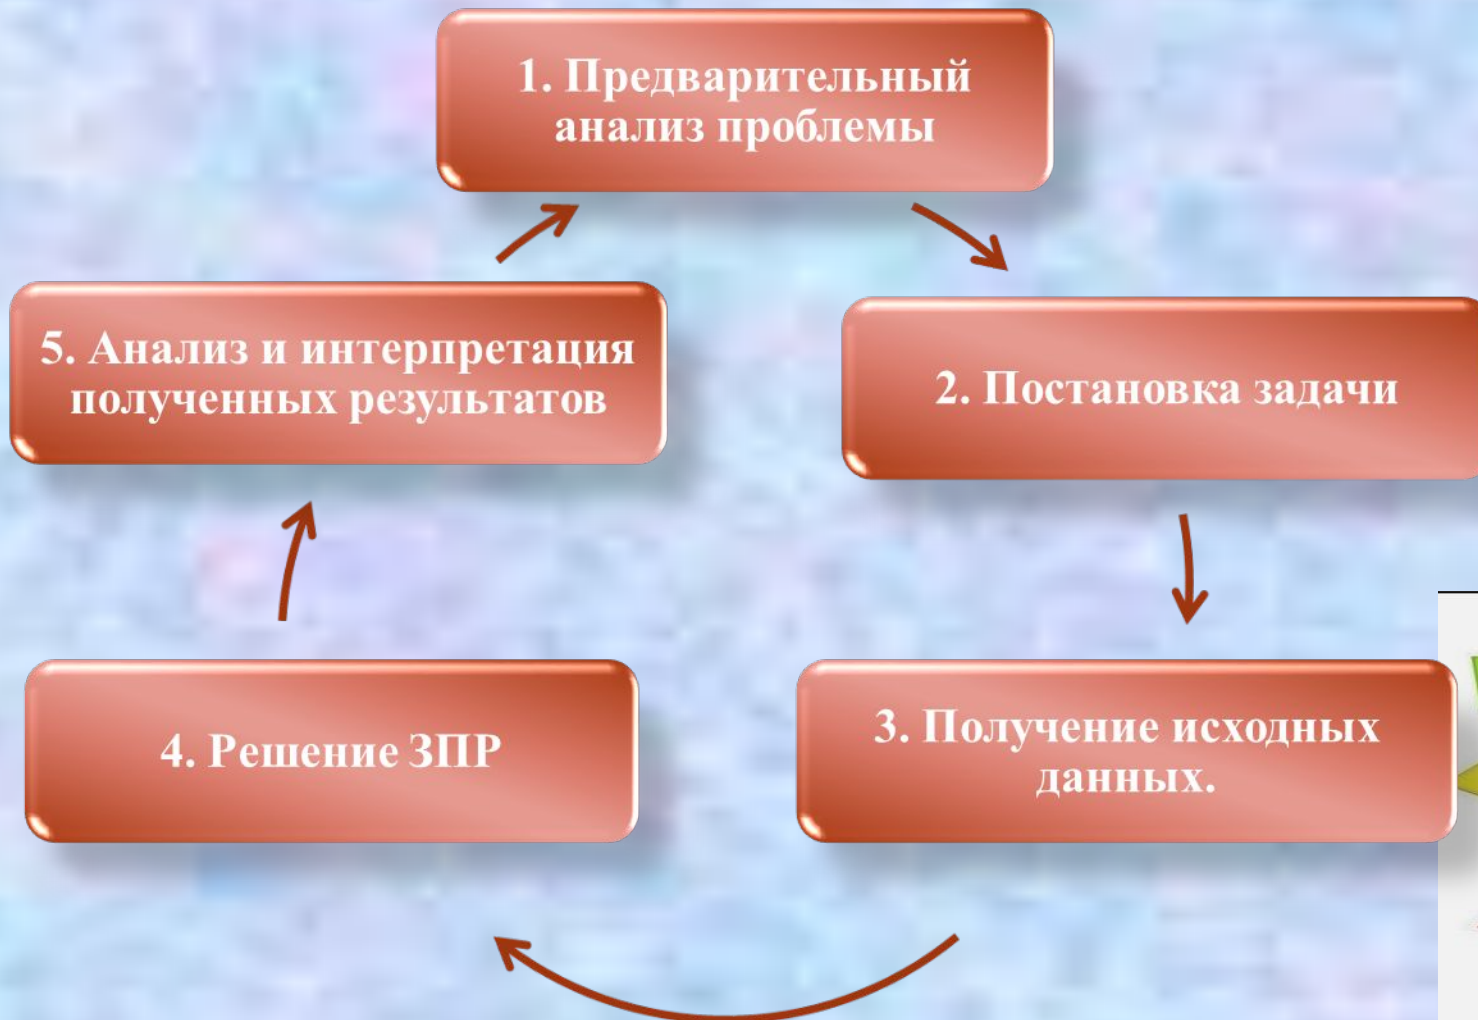 1. Предварительный
анализ проблемы
2. Постановка задачи
3. Получение исходных
данных.
4. Решение ЗПР
5. Анализ и интерпретация
полученных результатов